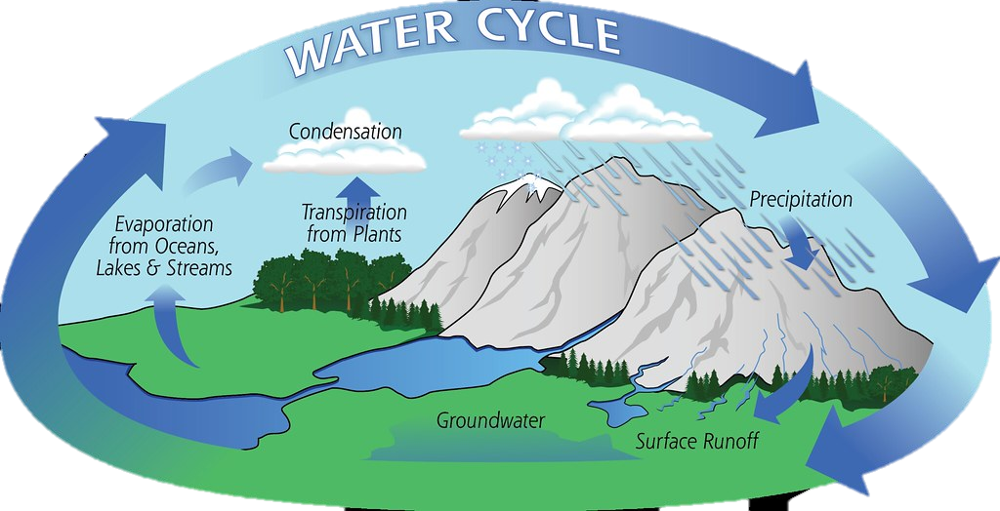 WATER CYCLE
Condensation
Precipitation
Transpiration
from Plants
Evaporation
from Oceans,
Lakes & Streams
Groundwater
Surface Runoff